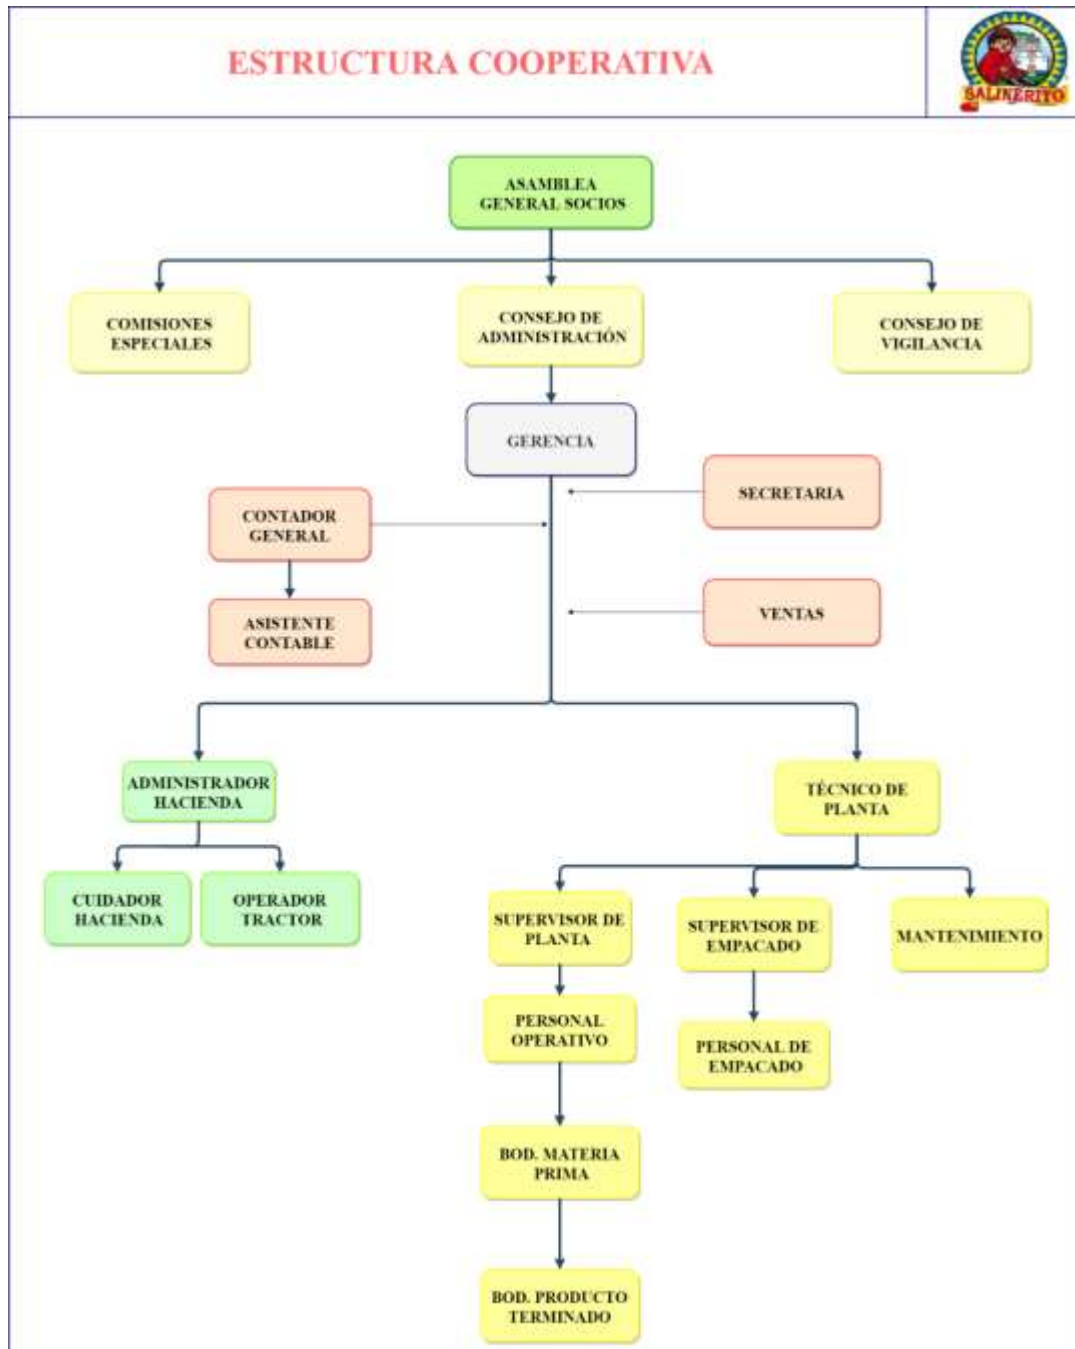 ESTRUCTURA COOPERATIVA
SALINERITO
ASAMBLEA
GENERAL SOCIOS
COMISIONES
ESPECIALES
CONSEJO DE
ADMINISTRACIÓN
CONSEJO DE
VIGILANCIA
GERENCIA
SECRETARIA
CONTADOR
GENERAL
VENTAS
ASISTENTE
CONTABLE
ADMINISTRADOR
HACIENDA
TÉCNICO DE
PLANTA
CUIDADOR
HACIENDA
OPERADOR
TRACTOR
SUPERVISOR DE
PLANTA
SUPERVISOR DE
EMPACADO
MANTENIMIENTO
PERSONAL
OPERATIVO
PERSONAL DE
EMPACADO
BOD. MATERIA
PRIMA
BOD. PRODUCTO
TERMINADO